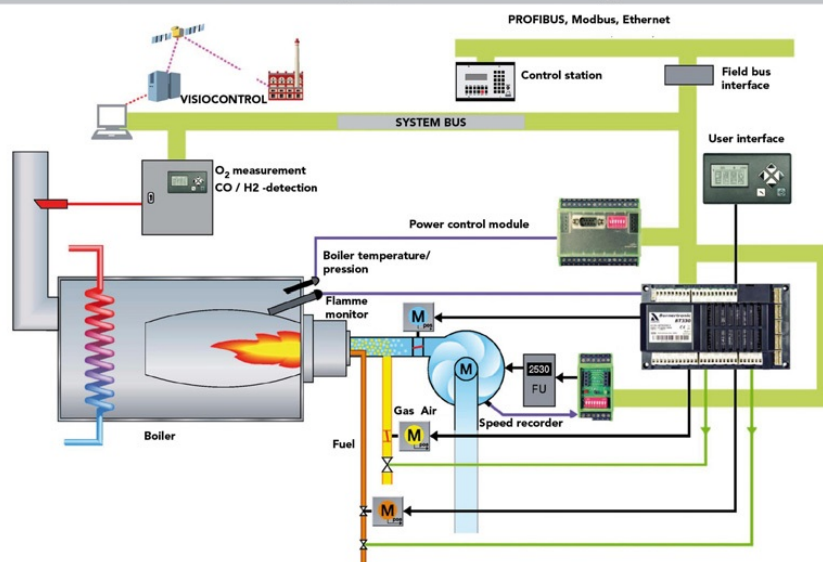 PROFIBUS, Modbus, Ethernet
Control station
Field bus
interface
VISIOCONTROL
SYSTEM BUS
User interface
O2 measurement
CO / H2 -detection
Power control module
Boiler temperature/
pression
Flamme
monitor
M
M
2530
FU
Gas Air
Speed recorder
M
Boiler
Fuel
M